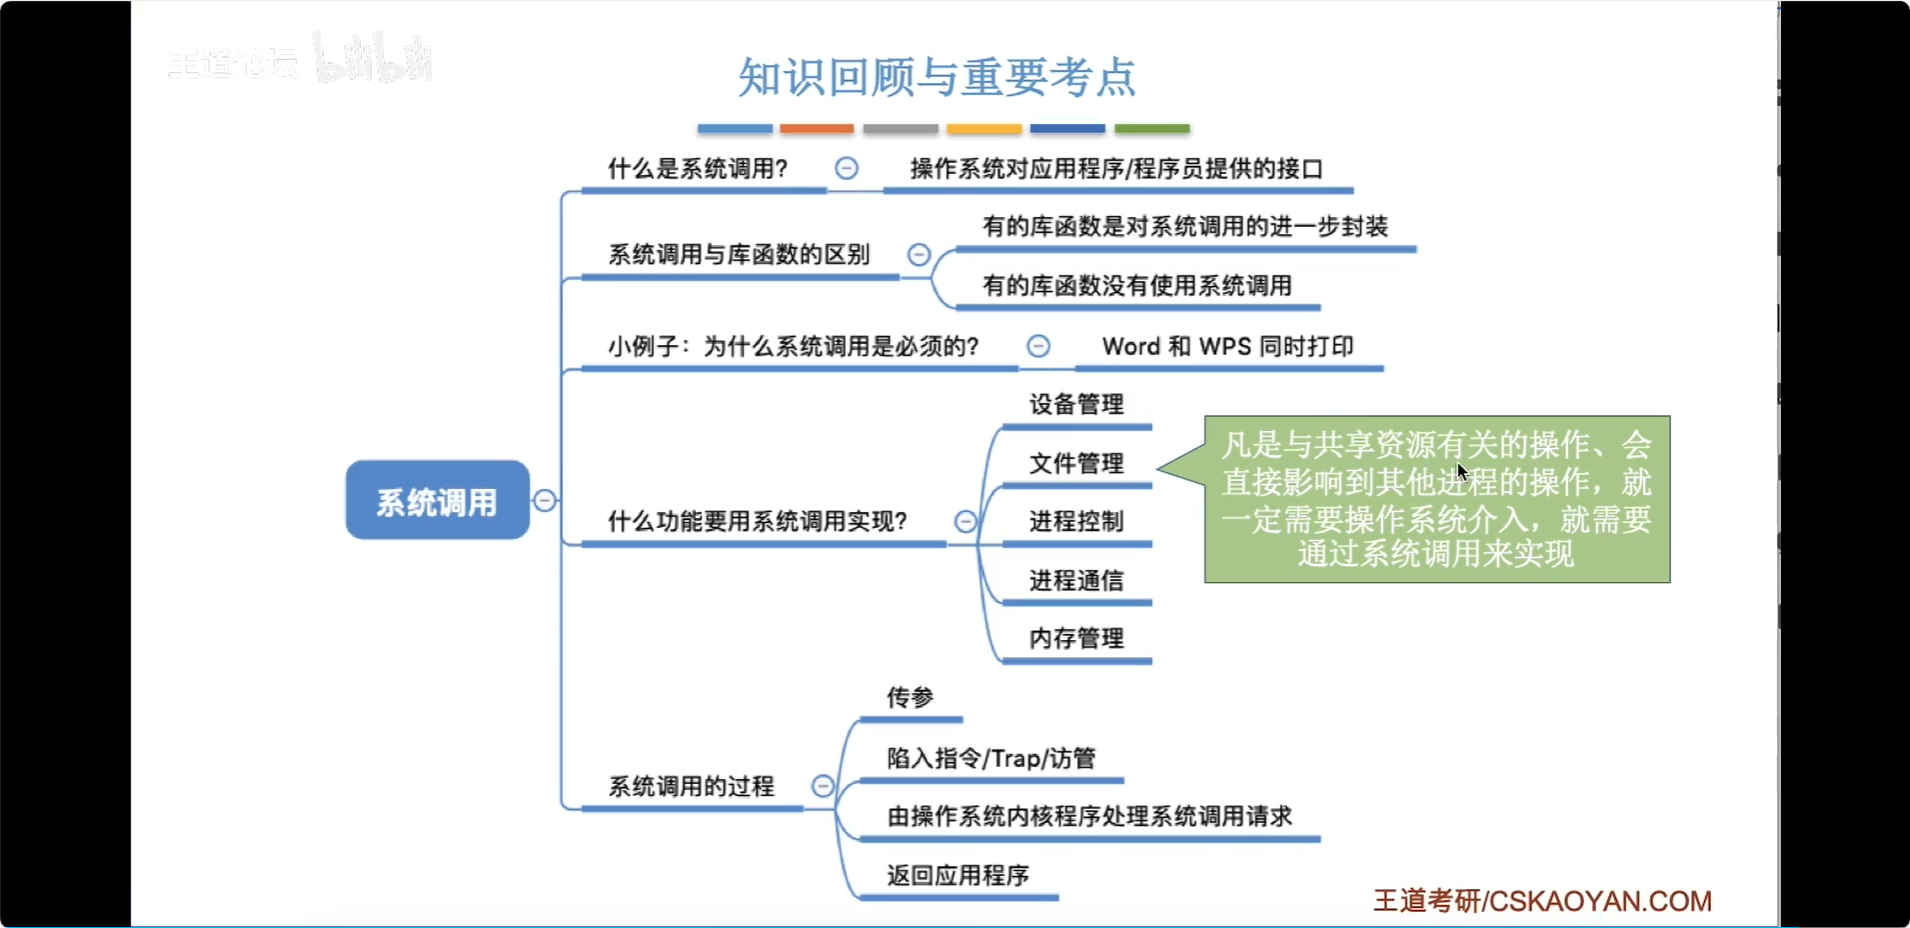 王道论坛 bilibili
知识回顾与重要考点
什么是系统调用?
操作系统对应用程序/程序员提供的接口
系统调用与库函数的区别
有的库函数是对系统调用的进一步封装
有的库函数没有使用系统调用
小例子：为什么系统调用是必须的?
Word 和 WPS 同时打印
系统调用
什么功能要用系统调用实现?
设备管理
文件管理
进程控制
进程通信
内存管理
凡是与共享资源有关的操作、会
直接影响到其他进程的操作，就
一定需要操作系统介入，就需要
通过系统调用来实现
系统调用的过程
传参
陷入指令/Trap/访管
由操作系统内核程序处理系统调用请求
返回应用程序
王道考研/CSKAOYAN.COM